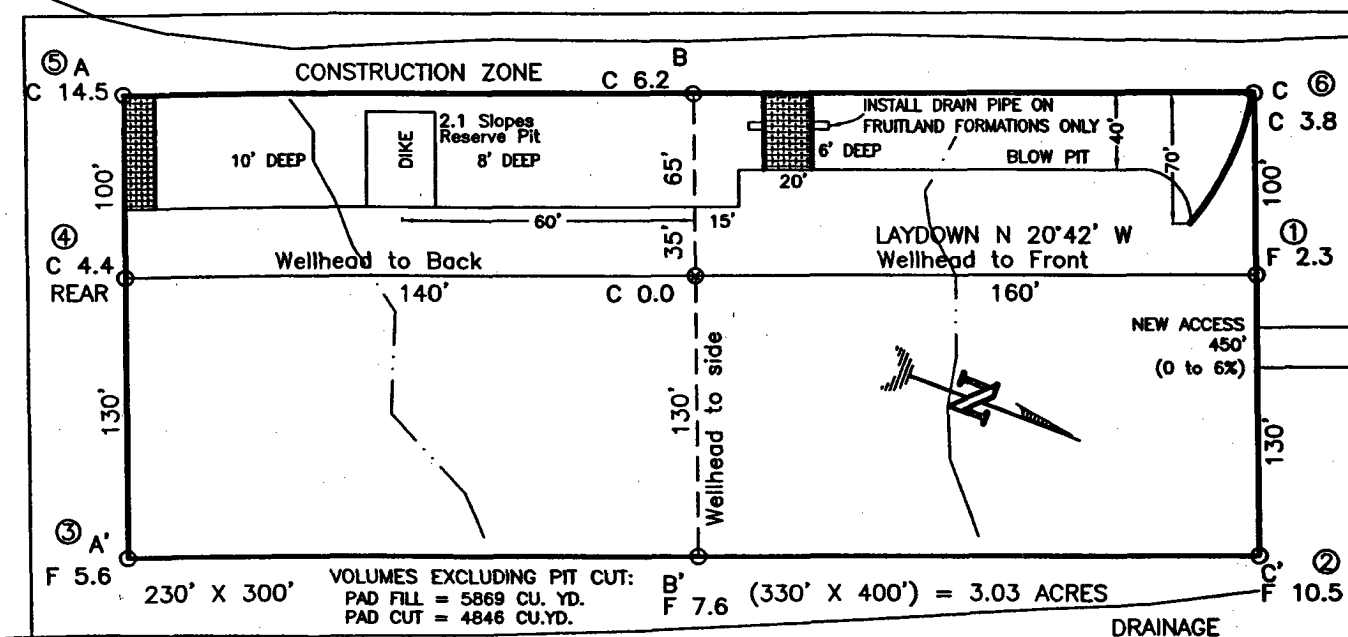 ⑤ A
C 14.5
CONSTRUCTION ZONE
B
C 6.2
C ⑥
C 3.8
INSTALL DRAIN PIPE ON
FRUITLAND FORMATIONS ONLY
2.1 Slopes
Reserve Pit
10' DEEP
DIKE
8' DEEP
6' DEEP
BLOW PIT
40'
70'
20'
100'
65'
100'
60'
15'
35'
④
C 4.4
REAR
Wellhead to Back
140'
C 0.0
LAYDOWN N 20°42' W
Wellhead to Front
160'
①
F 2.3
NEW ACCESS
450'
(0 to 6%)
N
130'
130'
Wellhead to side
130'
③ A'
F 5.6
230' X 300'
VOLUMES EXCLUDING PIT CUT:
PAD FILL = 5869 CU. YD.
PAD CUT = 4846 CU.YD.
B'
F 7.6
(330' X 400') = 3.03 ACRES
C' ②
F 10.5
DRAINAGE